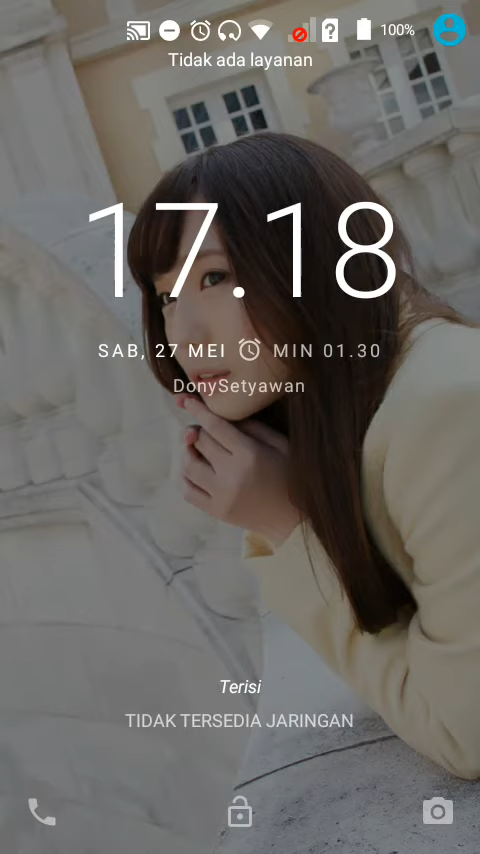 100%
Tidak ada layanan
17.18
SAB, 27 MEI MIN 01.30
DonySetyawan
Terisi
TIDAK TERSEDIA JARINGAN